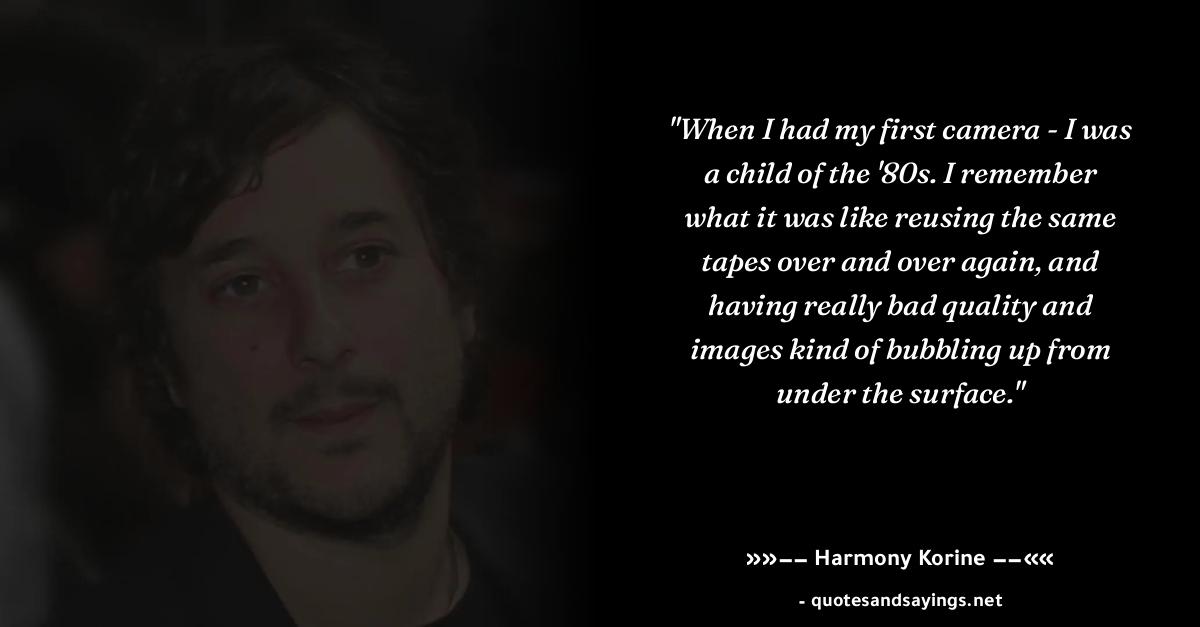 "When I had my first camera - I was
a child of the '80s. I remember
what it was like reusing the same
tapes over and over again, and
having really bad quality and
images kind of bubbling up from
under the surface."
»»−− Harmony Korine −−««
- quotesandsayings.net